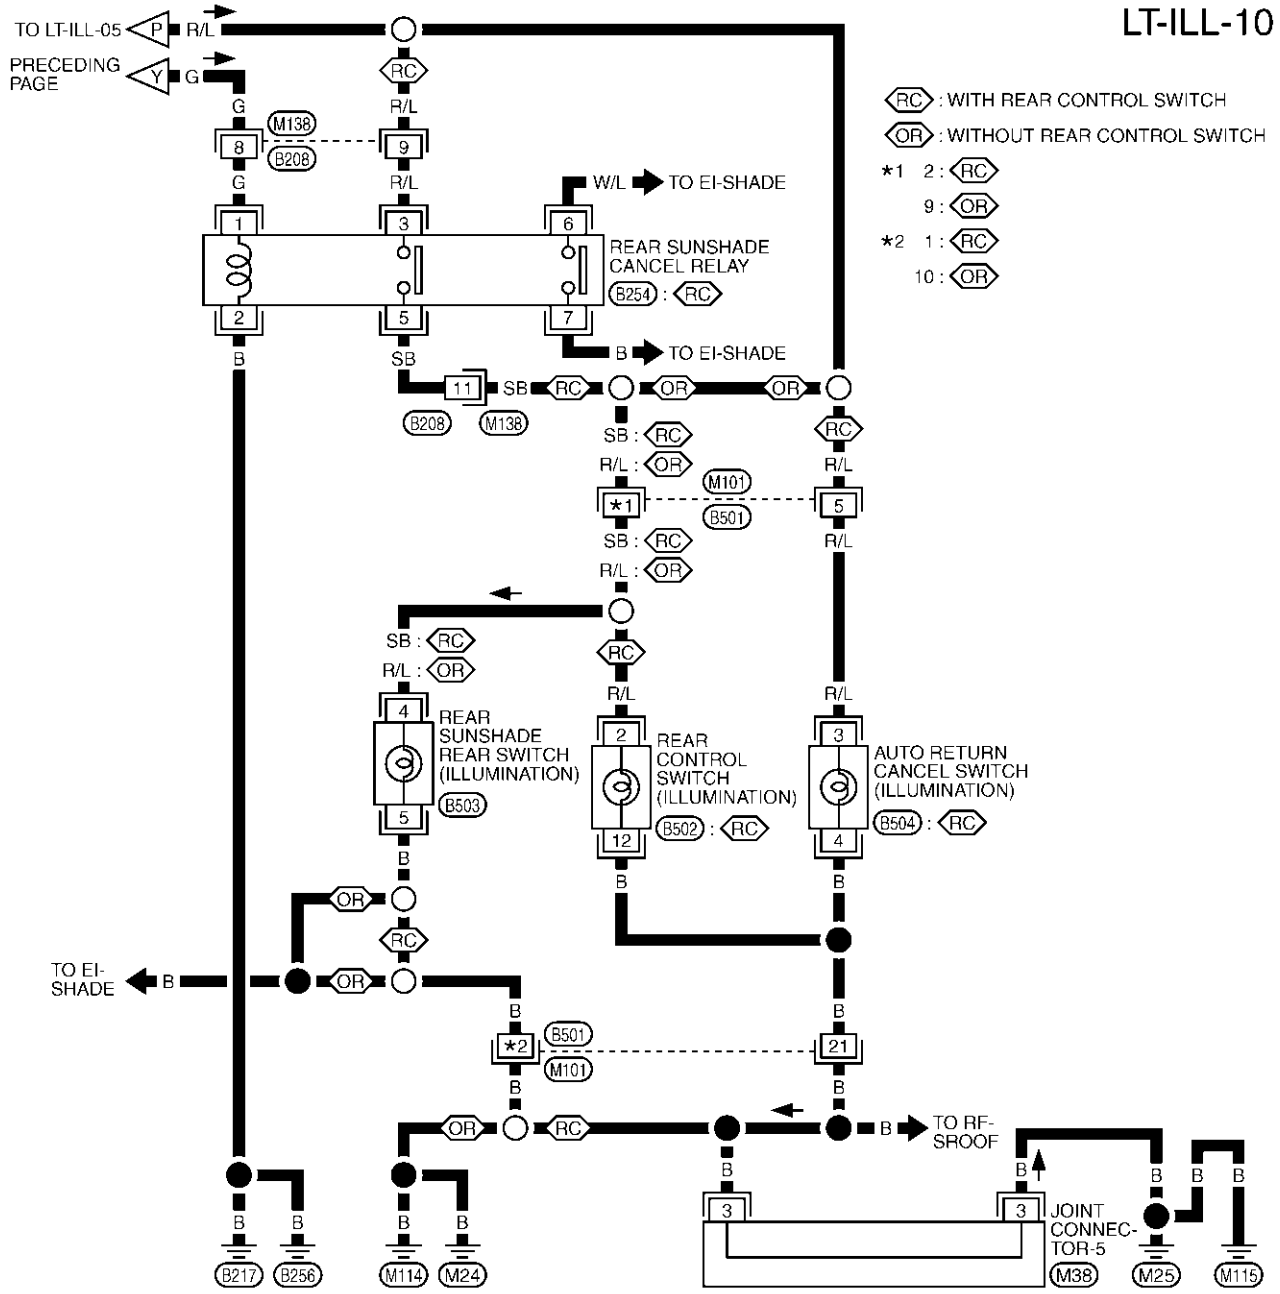 LT-ILL-10
TO LT-ILL-05 P R/L
PRECEDING
PAGE
Y G
RC
RC : WITH REAR CONTROL SWITCH
OR : WITHOUT REAR CONTROL SWITCH
★1 2 : RC
9 : OR
★2 1 : RC
10 : OR
G R/L
M138
8 9
B208
G R/L
W/L TO EI-SHADE
1 3 6
REAR SUNSHADE
CANCEL RELAY
B254 : RC
2 5 7
B SB
B TO EI-SHADE
11 SB RC OR OR
B208 M138
RC
SB : RC
R/L : OR R/L
M101
★1 5
B501
SB : RC R/L
R/L : OR
SB : RC RC
R/L : OR
R/L R/L
4
REAR
SUNSHADE
REAR SWITCH
(ILLUMINATION)
B503
5
2
REAR
CONTROL
SWITCH
(ILLUMINATION)
B502 : RC
12
3
AUTO RETURN
CANCEL SWITCH
(ILLUMINATION)
B504 : RC
4
B B B
OR
RC
TO EI-
SHADE
B OR
B B
B501
★2 21
M101
B B
OR RC
B TO RF-
SROOF
B B B B B
3 3
JOINT
CONNEC-
TOR-5
M38
B B B B
B217 B256 M114 M24 M25 M115